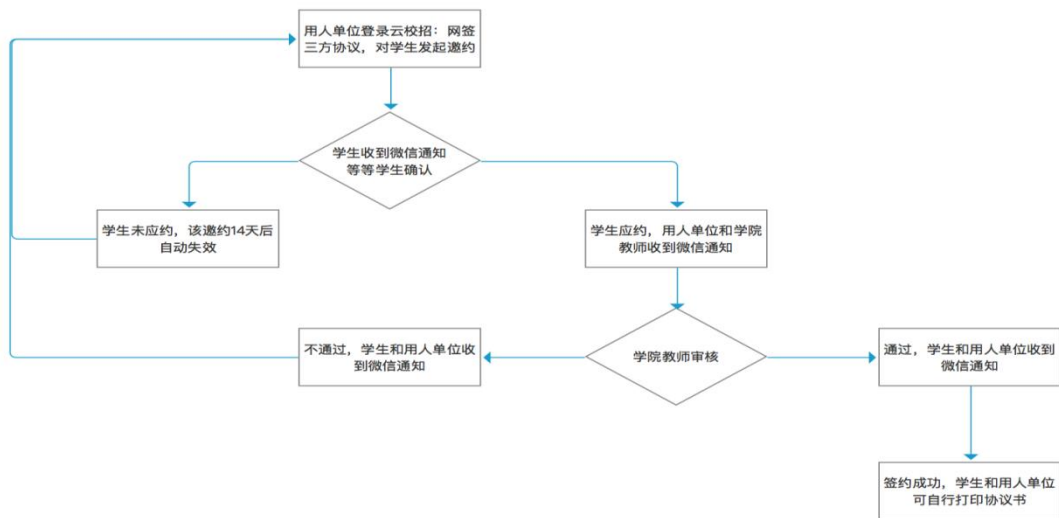 用人单位登录云校招：网签
三方协议，对学生发起邀约
学生收到微信通知
等等学生确认
学生未应约，该邀约14天后
自动失效
学生应约，用人单位和学院
教师收到微信通知
不通过，学生和用人单位收
到微信通知
学院教师审核
通过，学生和用人单位收到
微信通知
签约成功，学生和用人单位
可自行打印协议书